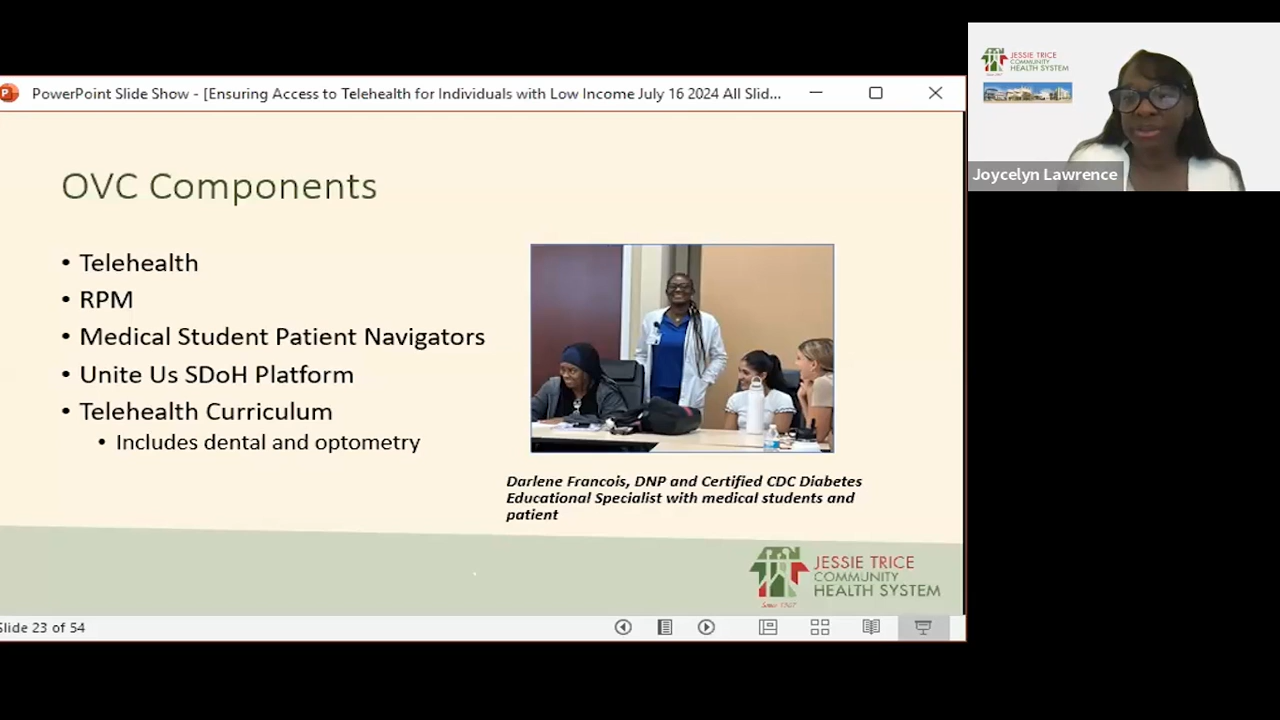 PowerPoint Slide Show - [Ensuring Access to Telehealth for Individuals with Low Income July 16 2024 All Slid...
JESSIE TRICE
COMMUNITY
HEALTH SYSTEM
Joycelyn Lawrence
OVC Components
• Telehealth
• RPM
• Medical Student Patient Navigators
• Unite Us SDoH Platform
• Telehealth Curriculum
• Includes dental and optometry
Darlene Francois, DNP and Certified CDC Diabetes
Educational Specialist with medical students and
patient
JESSIE TRICE
COMMUNITY
HEALTH SYSTEM
Since 1967
Slide 23 of 54